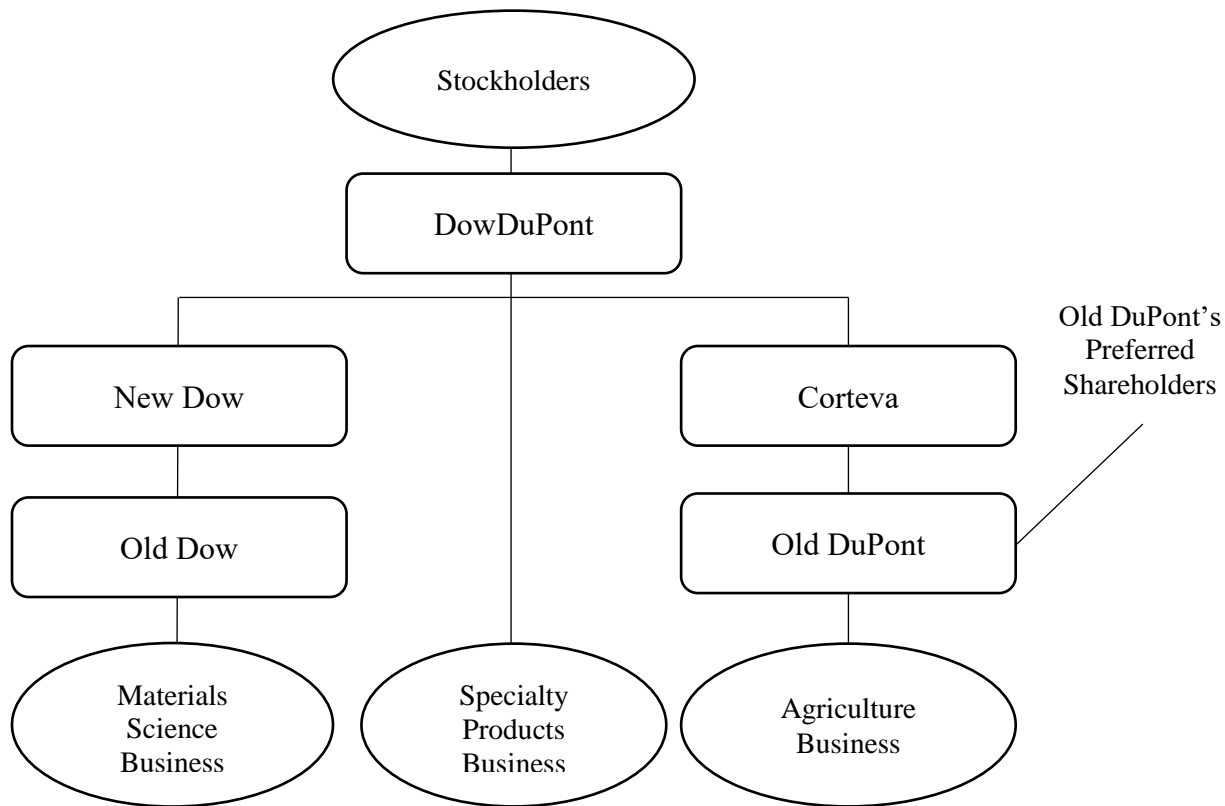 Stockholders
DowDuPont
Old DuPont’s
Preferred
Shareholders
New Dow
Corteva
Old Dow
Old DuPont
Materials
Science
Business
Specialty
Products
Business
Agriculture
Business